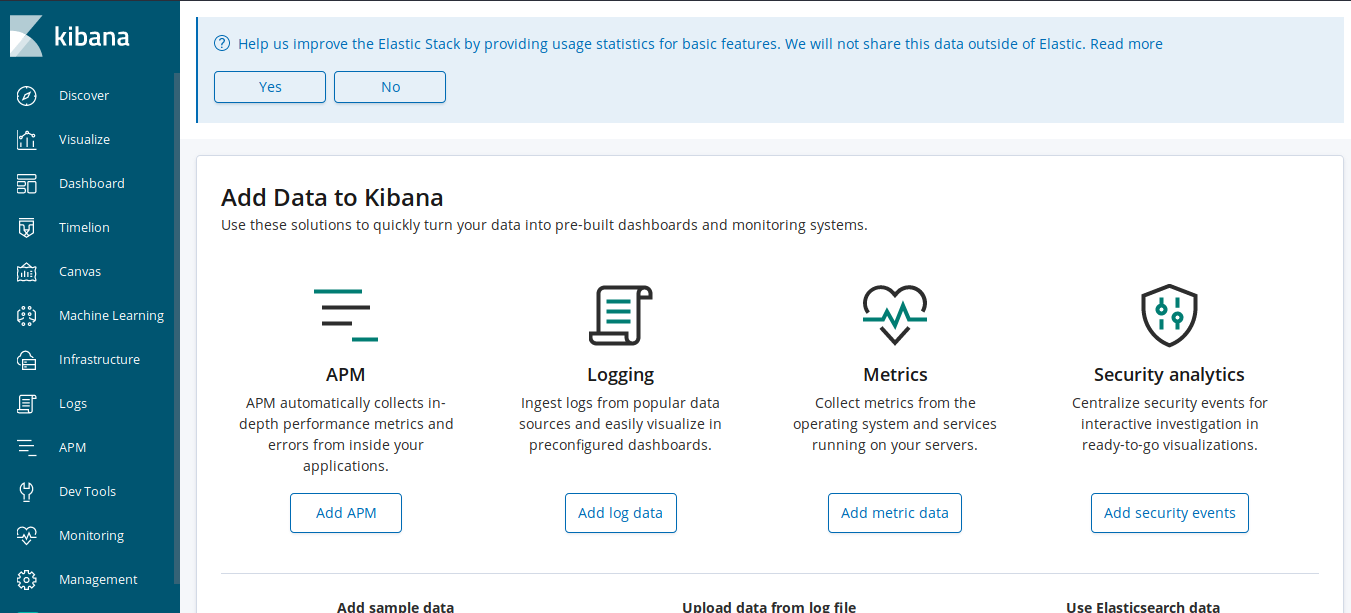 kibana
Discover
Visualize
Dashboard
Timelion
Canvas
Machine Learning
Infrastructure
Logs
APM
Dev Tools
Monitoring
Management
Help us improve the Elastic Stack by providing usage statistics for basic features. We will not share this data outside of Elastic. Read more
Yes
No
Add Data to Kibana
Use these solutions to quickly turn your data into pre-built dashboards and monitoring systems.
APM
APM automatically collects in-
depth performance metrics and
errors from inside your
applications.
Add APM
Logging
Ingest logs from popular data
sources and easily visualize in
preconfigured dashboards.
Add log data
Metrics
Collect metrics from the
operating system and services
running on your servers.
Add metric data
Security analytics
Centralize security events for
interactive investigation in
ready-to-go visualizations.
Add security events
Add sample data
Upload data from log file
Use Elasticsearch data